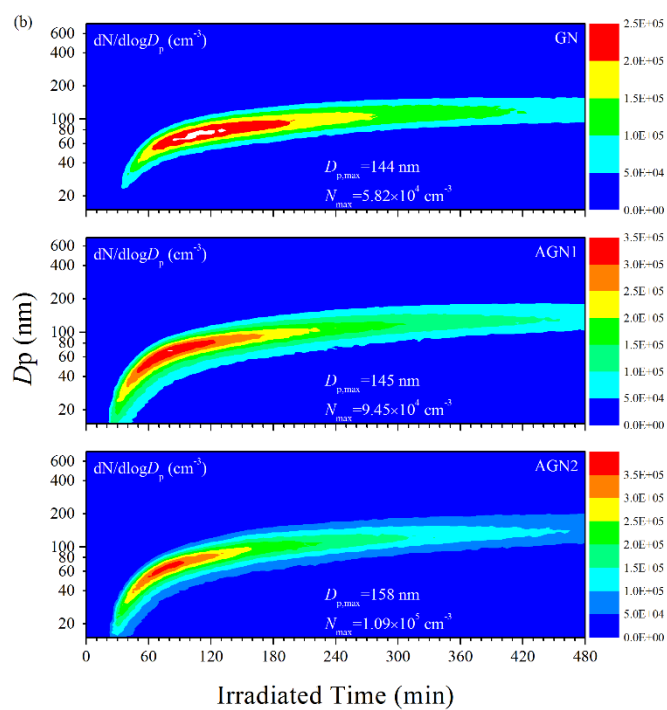 (b)
dN/dlogDp (cm-3)
GN
600
200
100
80
60
40
20
Dp,max=144 nm
Nmax=5.82×10^4 cm-3
2.5E+05
2.0E+05
1.5E+05
1.0E+05
5.0E+04
0.0E+00
dN/dlogDp (cm-3)
AGN1
600
200
100
80
60
40
20
Dp,max=145 nm
Nmax=9.45×10^4 cm-3
3.5E+05
3.0E+05
2.5E+05
2.0E+05
1.5E+05
1.0E+05
5.0E+04
0.0E+00
Dp (nm)
dN/dlogDp (cm-3)
AGN2
600
200
100
80
60
40
20
Dp,max=158 nm
Nmax=1.09×10^5 cm-3
3.5E+05
3.0E+05
2.5E+05
2.0E+05
1.5E+05
1.0E+05
5.0E+04
0.0E+00
0 60 120 180 240 300 360 420 480
Irradiated Time (min)